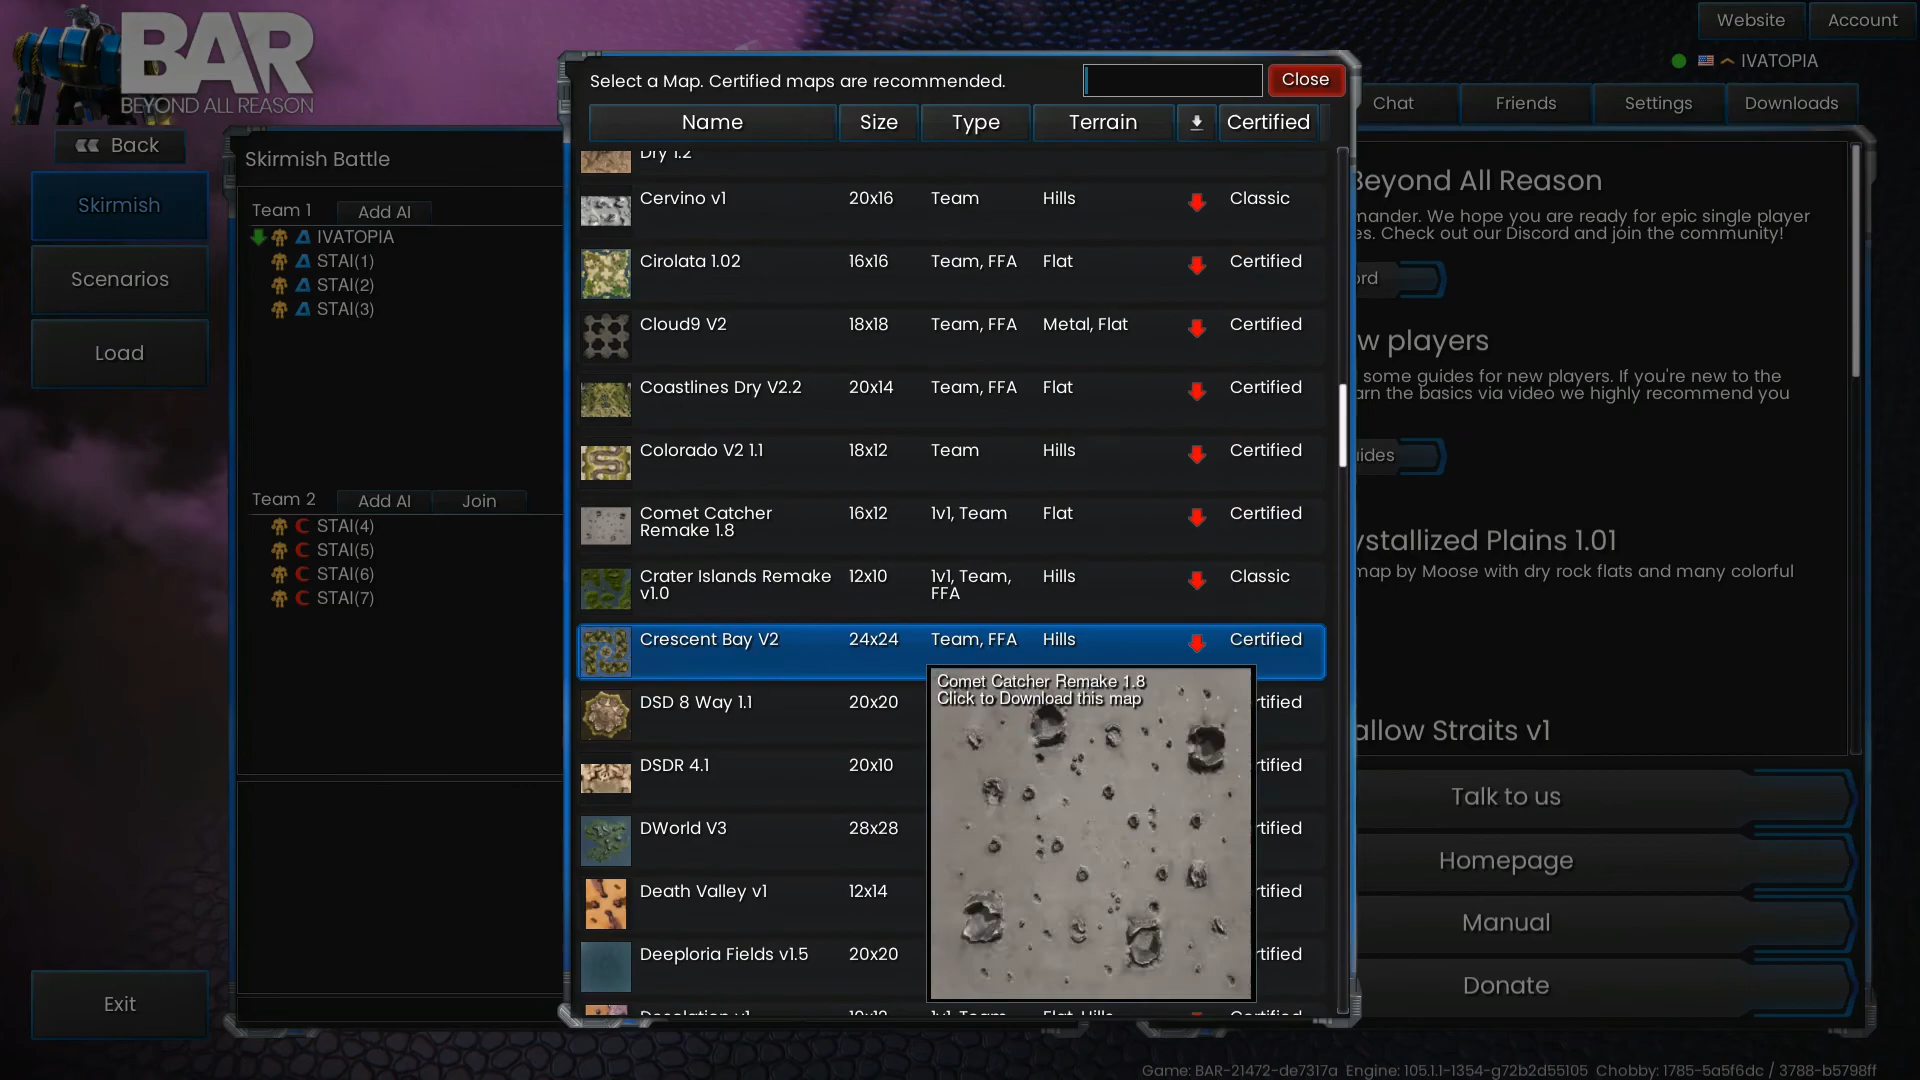 BAR
BEYOND ALL REASON
Website
Account
IVATOPIA
Chat
Friends
Settings
Downloads
Back
Skirmish
Scenarios
Load
Exit
Skirmish Battle
Team 1
Add AI
IVATOPIA
STAI(1)
STAI(2)
STAI(3)
Team 2
Add AI
Join
STAI(4)
STAI(5)
STAI(6)
STAI(7)
Select a Map. Certified maps are recommended.
Close
Name Size Type Terrain Certified
Dry 1.2
Cervino v1 20x16 Team Hills Classic
Cirolata 1.02 16x16 Team, FFA Flat Certified
Cloud9 V2 18x18 Team, FFA Metal, Flat Certified
Coastlines Dry V2.2 20x14 Team, FFA Flat Certified
Colorado V2 1.1 18x12 Team Hills Certified
Comet Catcher 16x12 1v1, Team Flat Certified
Remake 1.8
Crater Islands Remake 12x10 1v1, Team, Hills Classic
v1.0 FFA
Crescent Bay V2 24x24 Team, FFA Hills Certified
Comet Catcher Remake 1.8
Click to Download this map
DSD 8 Way 1.1 20x20 rtified
DSDR 4.1 20x10 rtified
DWorld V3 28x28 rtified
Death Valley v1 12x14 rtified
Deeploria Fields v1.5 20x20 rtified
Beyond All Reason
mander. We hope you are ready for epic single player
es. Check out our Discord and join the community!
ord
w players
some guides for new players. If you're new to the
arn the basics via video we highly recommend you
uides
ystallized Plains 1.01
map by Moose with dry rock flats and many colorful
allow Straits v1
Talk to us
Homepage
Manual
Donate
Game: BAR-21472-de7317a Engine: 105.1.1-1354-g72b2d55105 Chobby: 1785-5a5f6dc / 3788-b5798ff